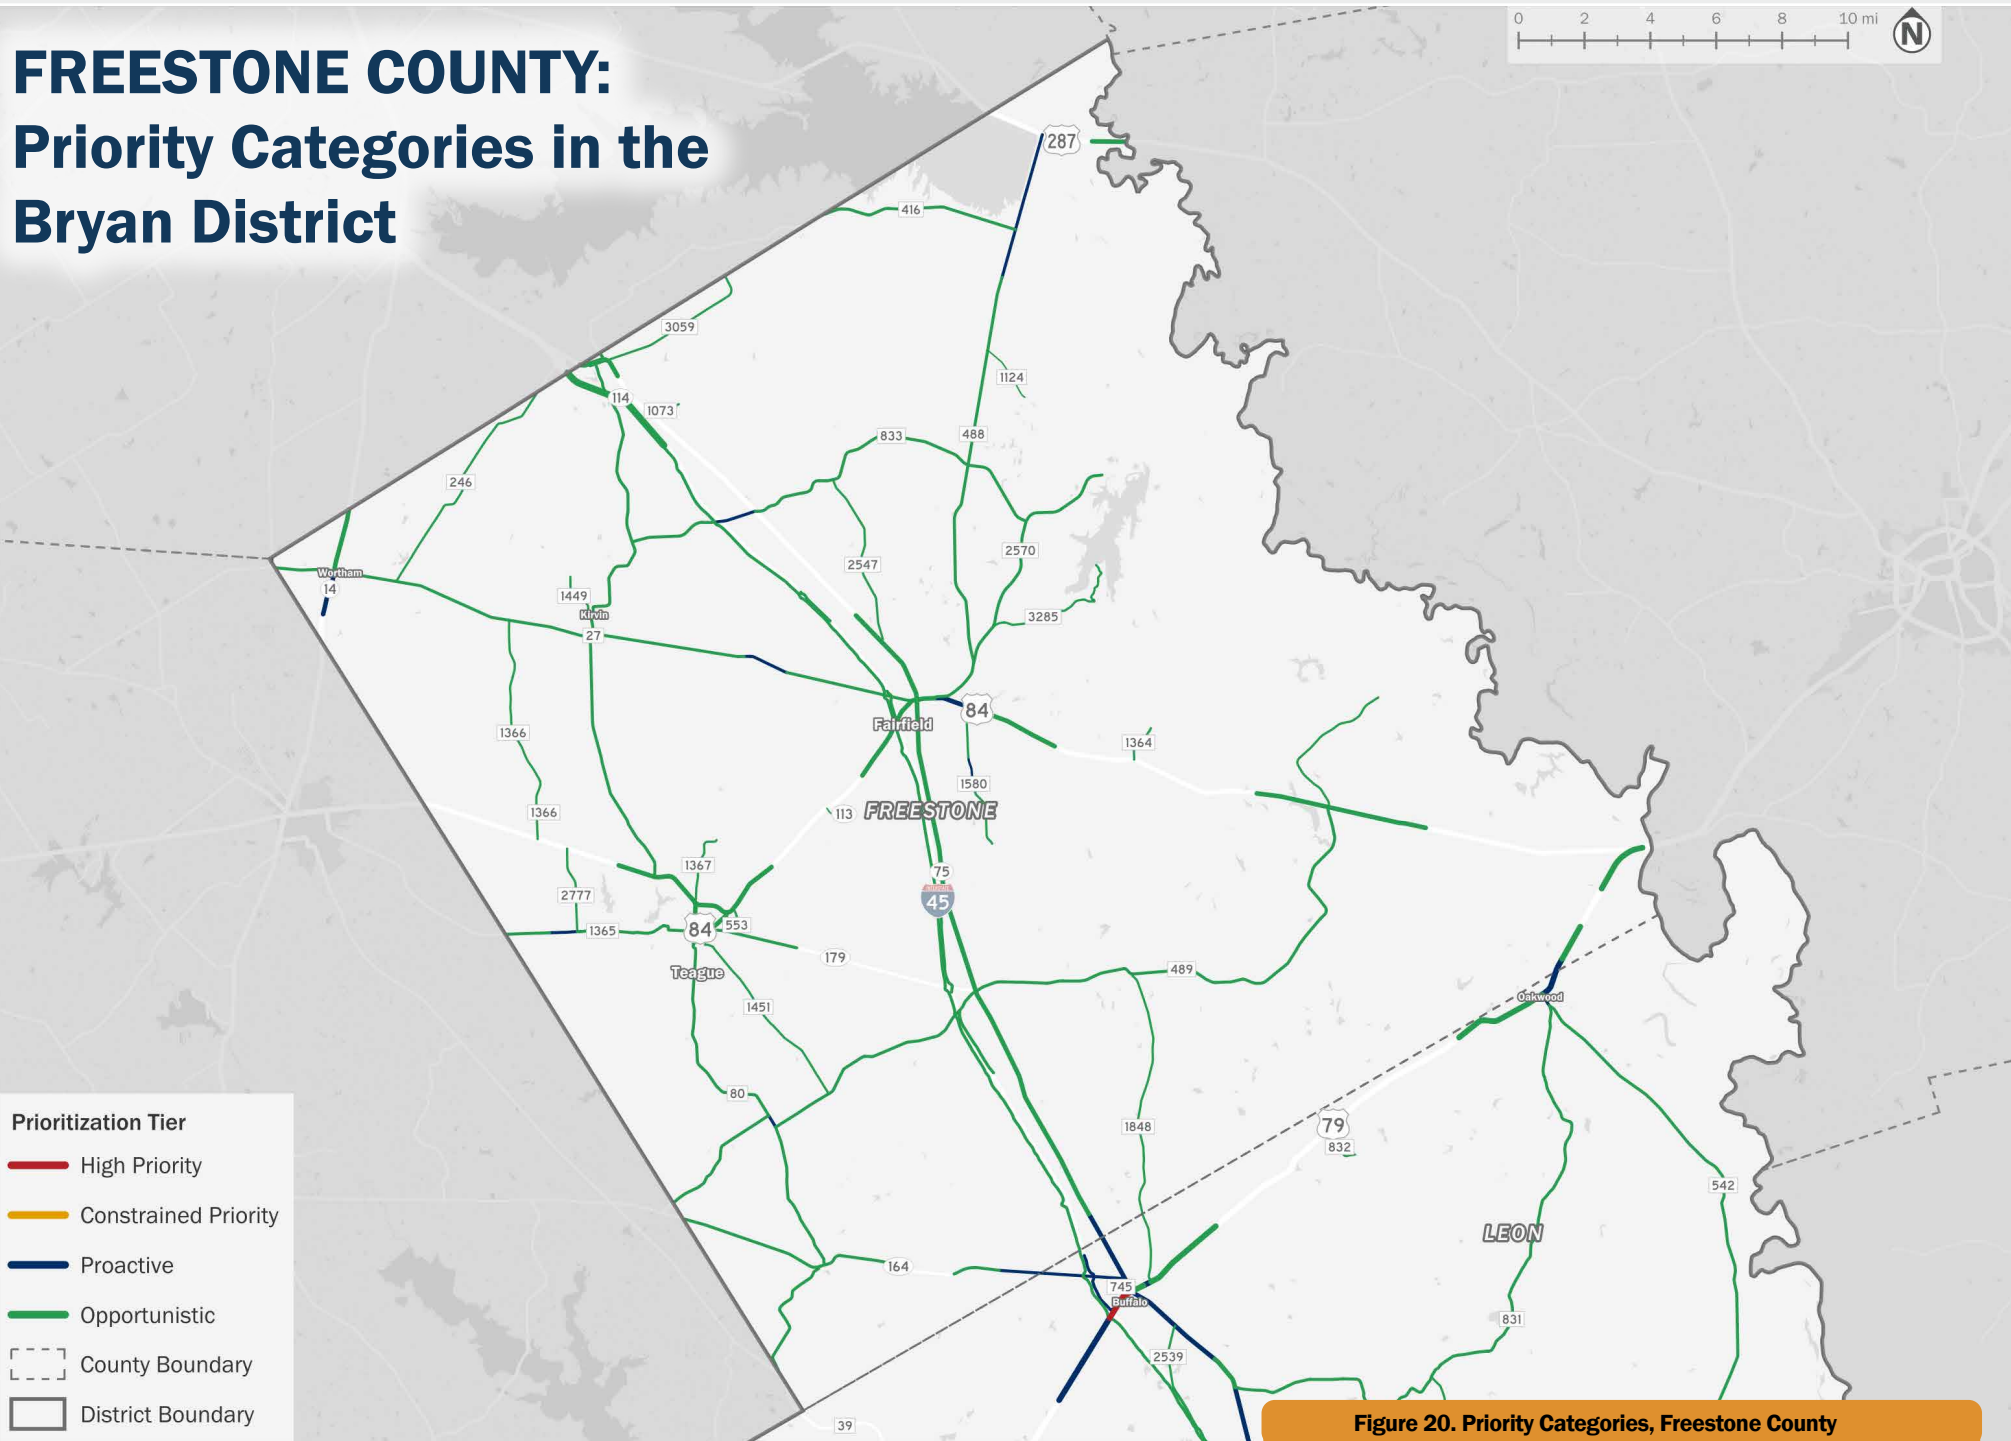 FREESTONE COUNTY:
Priority Categories in the
Bryan District
0 2 4 6 8 10 mi
N
287
416
3059
1124
114
1073
833
488
246
2547
2570
Wortham
14
1449
Kirvin
27
3285
1366
Fairfield
84
1364
1580
1366
113
FREESTONE
1367
75
45
2777
1365
84
553
179
489
Teague
1451
Oakwood
80
1848
79
832
542
LEON
164
745
Buffalo
831
2539
39
Prioritization Tier
High Priority
Constrained Priority
Proactive
Opportunistic
County Boundary
District Boundary
Figure 20. Priority Categories, Freestone County